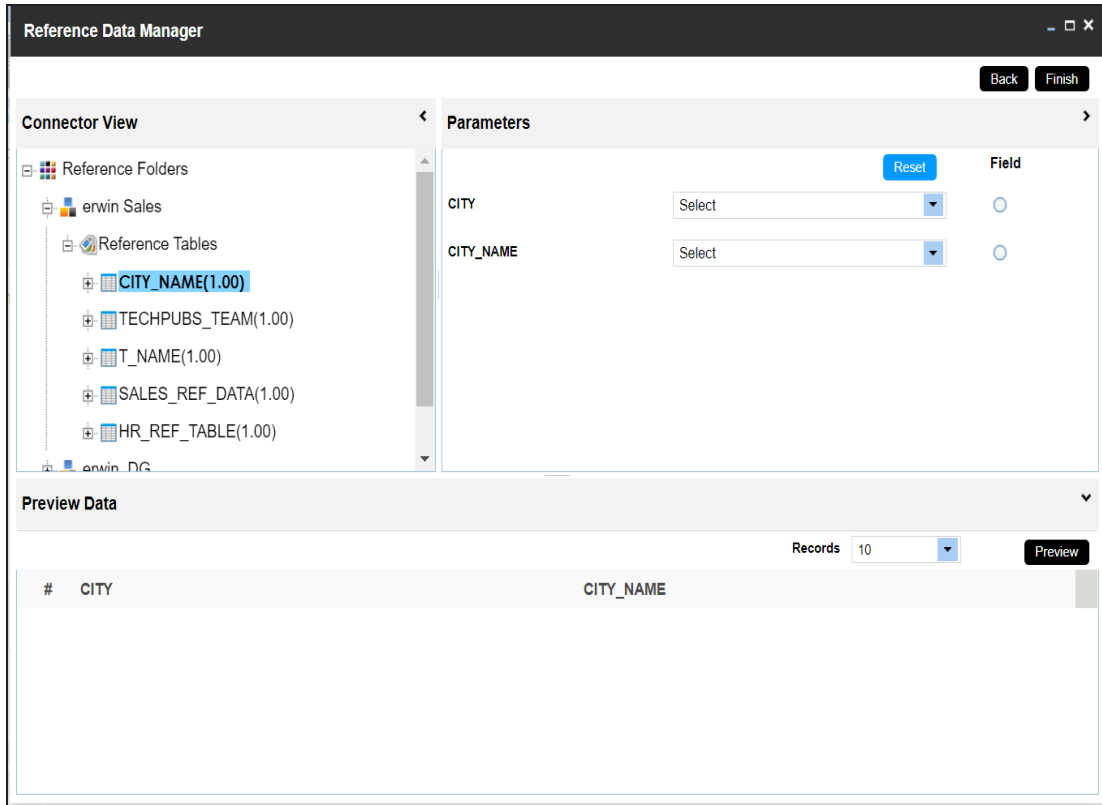 Reference Data Manager
Back Finish
Connector View
Parameters
Reference Folders
erwin Sales
Reference Tables
CITY_NAME(1.00)
TECHPUBS_TEAM(1.00)
T_NAME(1.00)
SALES_REF_DATA(1.00)
HR_REF_TABLE(1.00)
erwin DG
Reset Field
CITY Select
CITY_NAME Select
Preview Data
Records 10 Preview
# CITY CITY_NAME